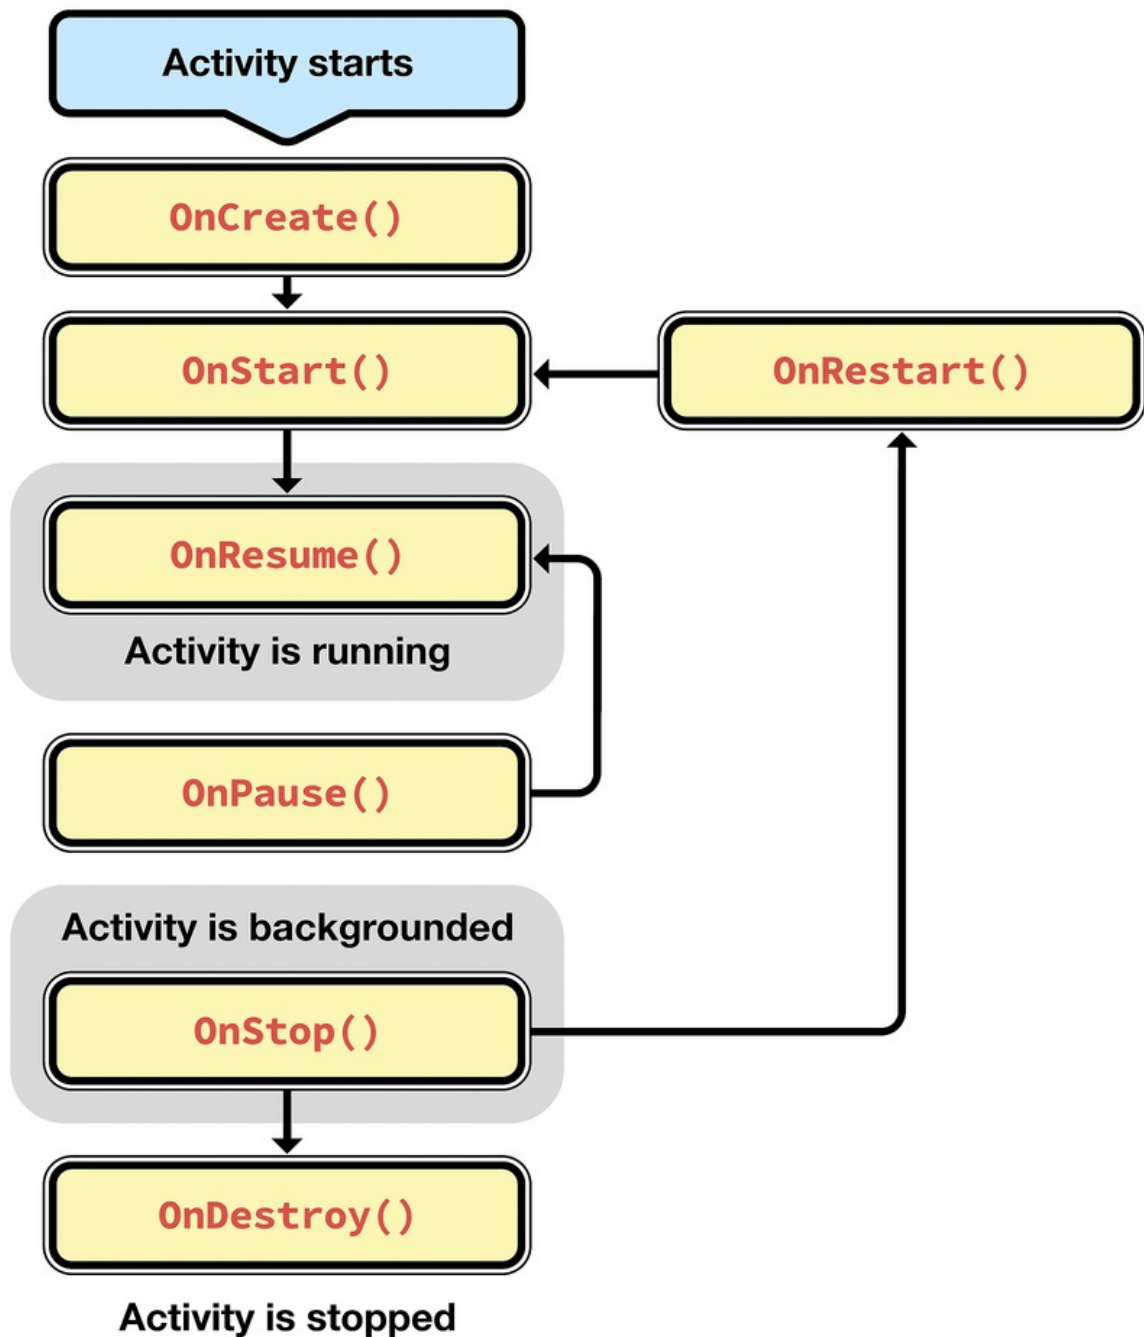 Activity starts
OnCreate()
OnStart()
OnRestart()
OnResume()
Activity is running
OnPause()
Activity is backgrounded
OnStop()
OnDestroy()
Activity is stopped